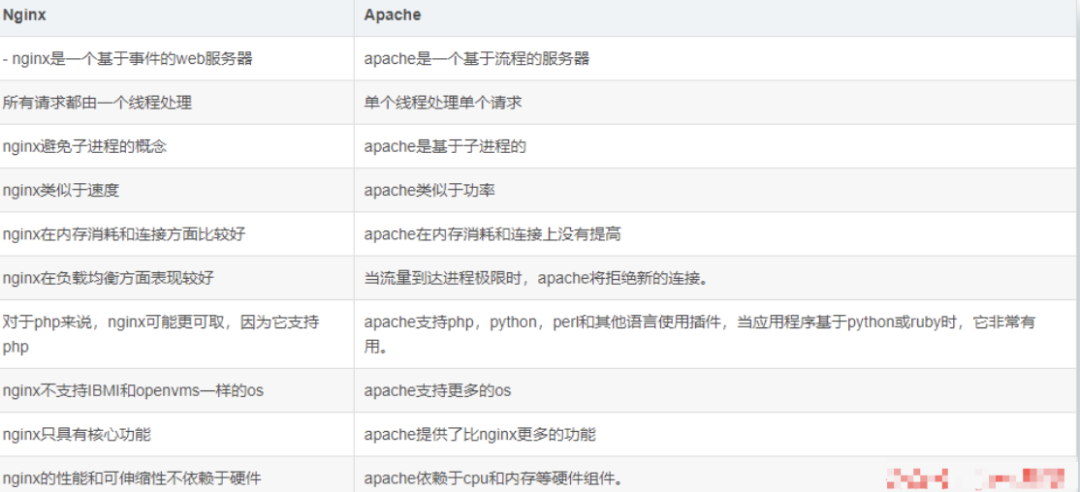 Nginx Apache
- nginx是一个基于事件的web服务器 apache是一个基于流程的服务器
所有请求都由一个线程处理 单个线程处理单个请求
nginx避免子进程的概念 apache是基于子进程的
nginx类似于速度 apache类似于功率
nginx在内存消耗和连接方面比较好 apache在内存消耗和连接上没有提高
nginx在负载均衡方面表现较好 当流量到达进程极限时，apache将拒绝新的连接。
对于php来说，nginx可能更可取，因为它支持 apache支持php，python，perl和其他语言使用插件，当应用程序基于python或ruby时，它非常有
php 用。
nginx不支持IBMI和openvms一样的os apache支持更多的os
nginx只具有核心功能 apache提供了比nginx更多的功能
nginx的性能和可伸缩性不依赖于硬件 apache依赖于cpu和内存等硬件组件。